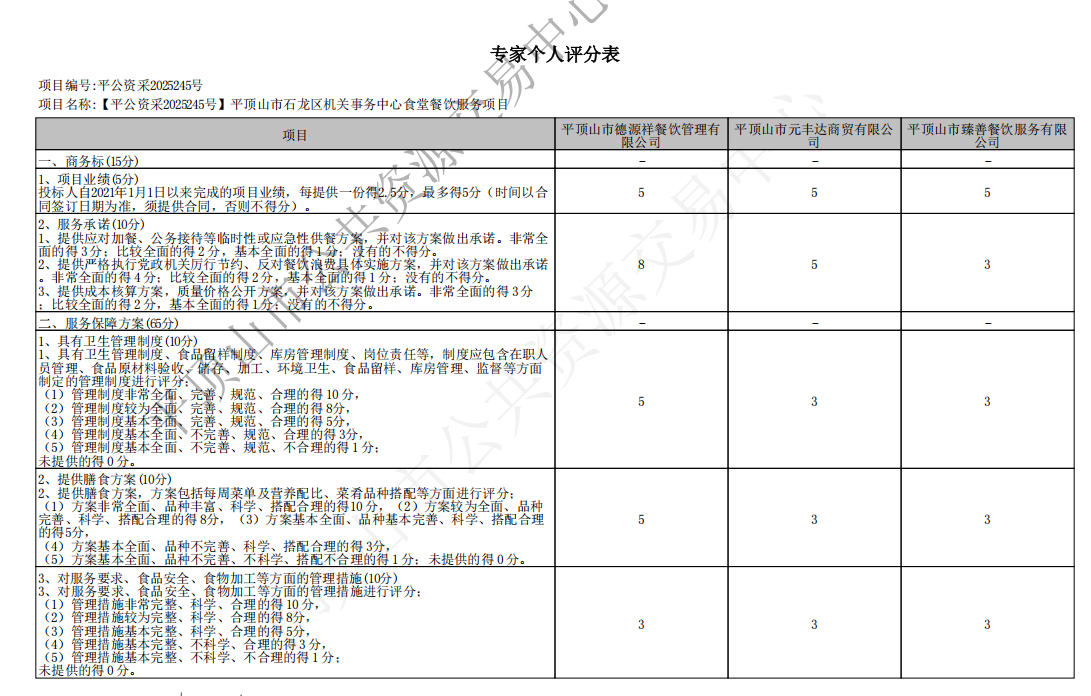 专家个人评分表
项目编号:平公资采2025245号
项目名称:【平公资采2025245号】平顶山市石龙区机关事务中心食堂餐饮服务项目
项目 平顶山市德源祥餐饮管理有限公司 平顶山市元丰达商贸有限公司 平顶山市臻善餐饮服务有限公司
一、商务标(15分) - - -
1、项目业绩(5分)
投标人自2021年1月1日以来完成的项目业绩，每提供一份得2.5分，最多得5分（时间以合
同签订日期为准，须提供合同，否则不得分）。
5 5 5
2、服务承诺(10分)
1、提供应对加餐、公务接待等临时性或应急性供餐方案，并对该方案做出承诺。非常全
面的得3分；比较全面的得2分，基本全面的得1分；没有的不得分。
2、提供严格执行党政机关厉行节约、反对餐饮浪费具体实施方案，并对该方案做出承诺
。非常全面的得4分；比较全面的得2分，基本全面的得1分；没有的不得分。
3、提供成本核算方案，质量价格公开方案，并对该方案做出承诺。非常全面的得3分
；比较全面的得2分，基本全面的得1分；没有的不得分。
8 5 3
二、服务保障方案(65分) - - -
1、具有卫生管理制度(10分)
1、具有卫生管理制度、食品留样制度、库房管理制度、岗位责任等，制度应包含在职人
员管理、食品原材料验收、储存、加工、环境卫生、食品留样、库房管理、监督等方面
制定的管理制度进行评分；
（1）管理制度非常全面、完善、规范、合理的得10分，
（2）管理制度较为全面、完善、规范、合理的得8分，
（3）管理制度基本全面、完善、规范、合理的得5分，
（4）管理制度基本全面、不完善、规范、合理的得3分，
（5）管理制度基本全面、不完善、规范、不合理的得1分；
未提供的得0分。
5 3 3
2、提供膳食方案(10分)
2、提供膳食方案，方案包括每周菜单及营养配比、菜肴品种搭配等方面进行评分；
（1）方案非常全面、品种丰富、科学、搭配合理的得10分，（2）方案较为全面、品种
完善、科学、搭配合理的得8分，（3）方案基本全面、品种基本完善、科学、搭配合理
的得5分，
（4）方案基本全面、品种不完善、科学、搭配合理的得3分，
（5）方案基本全面、品种不完善、不科学、搭配不合理的得1分；未提供的得0分。
5 3 3
3、对服务要求、食品安全、食物加工等方面的管理措施(10分)
3、对服务要求、食品安全、食物加工等方面的管理措施进行评分；
（1）管理措施非常完整、科学、合理的得10分，
（2）管理措施较为完整、科学、合理的得8分，
（3）管理措施基本完整、科学、合理的得5分，
（4）管理措施基本完整、不科学、合理的得3分，
（5）管理措施基本完整、不科学、不合理的得1分；
未提供的得0分。
3 3 3